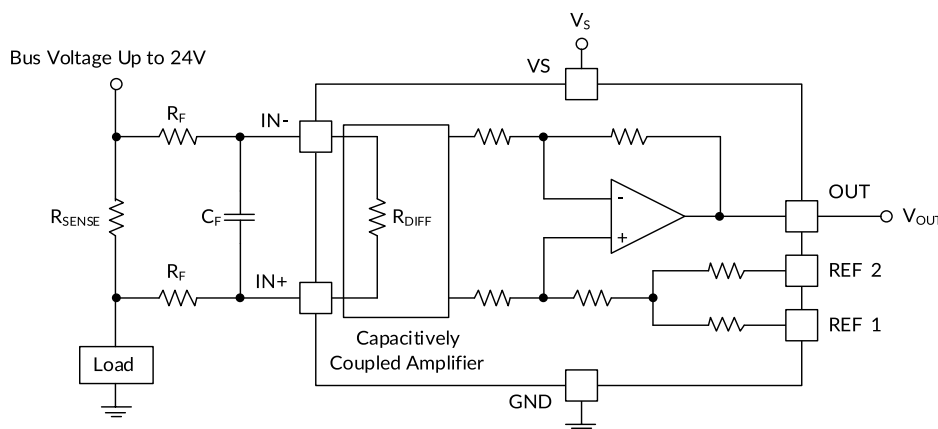 V_S
Bus Voltage Up to 24V
VS
R_F
IN-
OUT
R_SENSE
C_F
R_DIFF
-
+
V_OUT
R_F
IN+
REF 2
REF 1
Capacitively
Coupled Amplifier
Load
GND